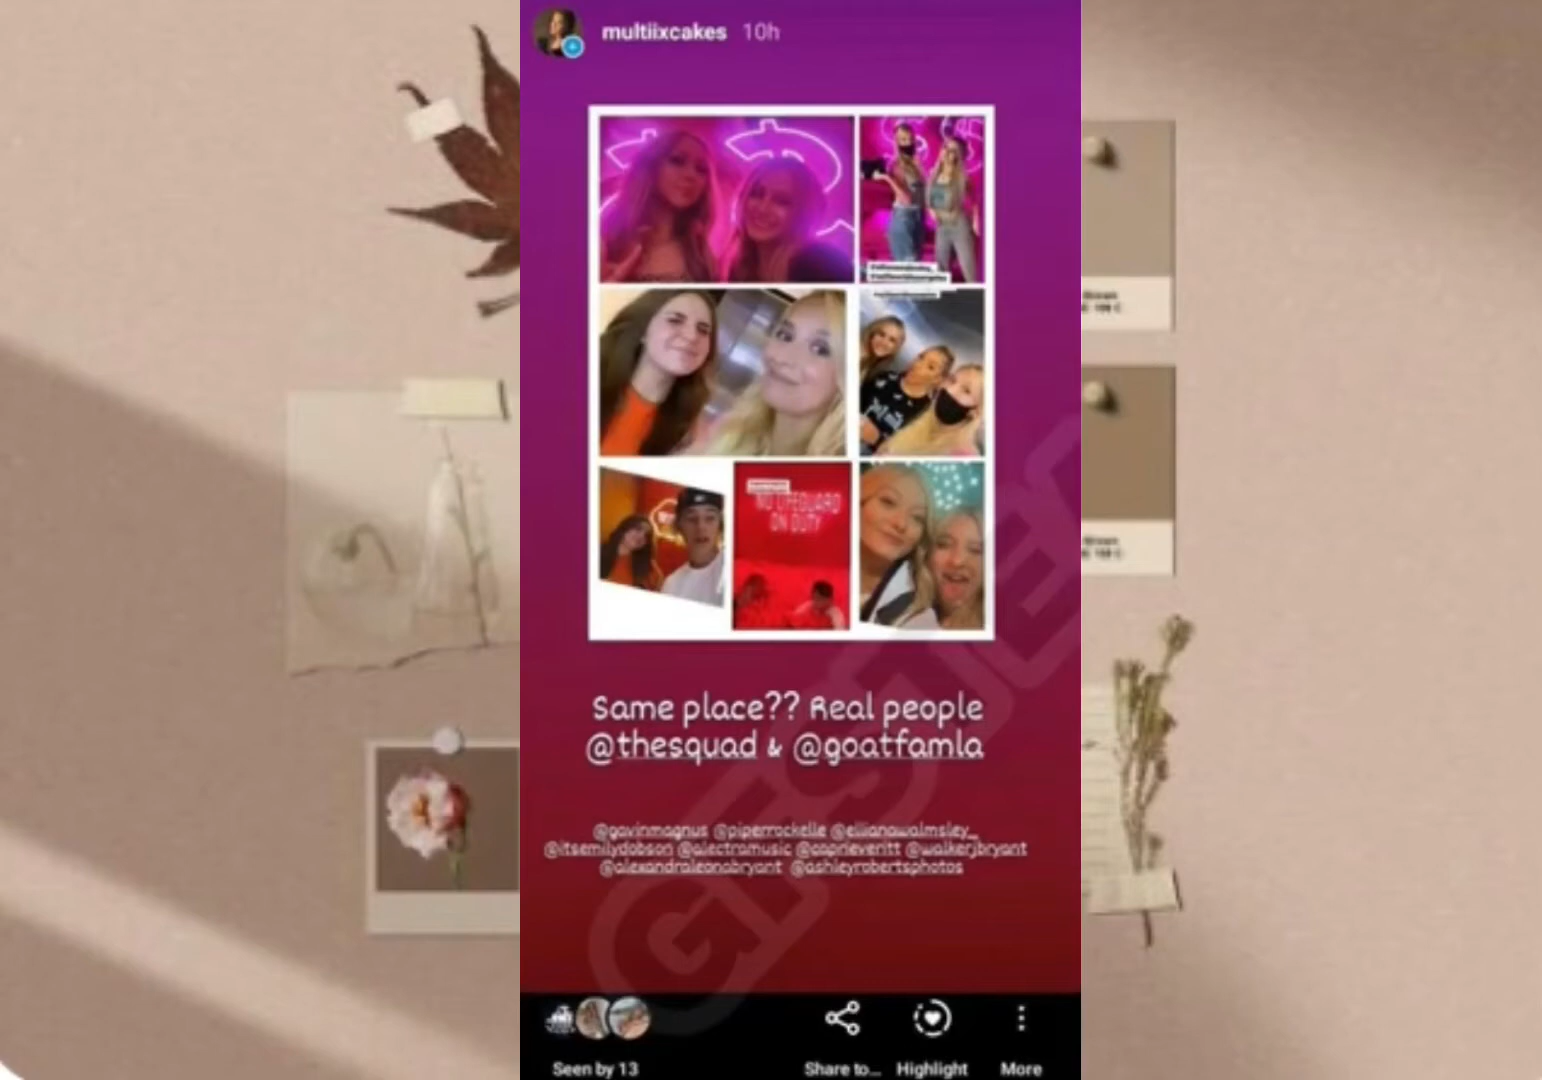 multiixcakes 10h
NO LIFEGUARD
ON DUTY
Same place?? Real people
@thesquad & @goatfamla
@gavinmagnus @piperrockelle @ellianawalmsley_
@itsemilydobson @alectramusic @caprieveritt @walkerjbryant
@alexandraleonabryant @ashleyrobertsphotos
Seen by 13
Share to...
Highlight
More